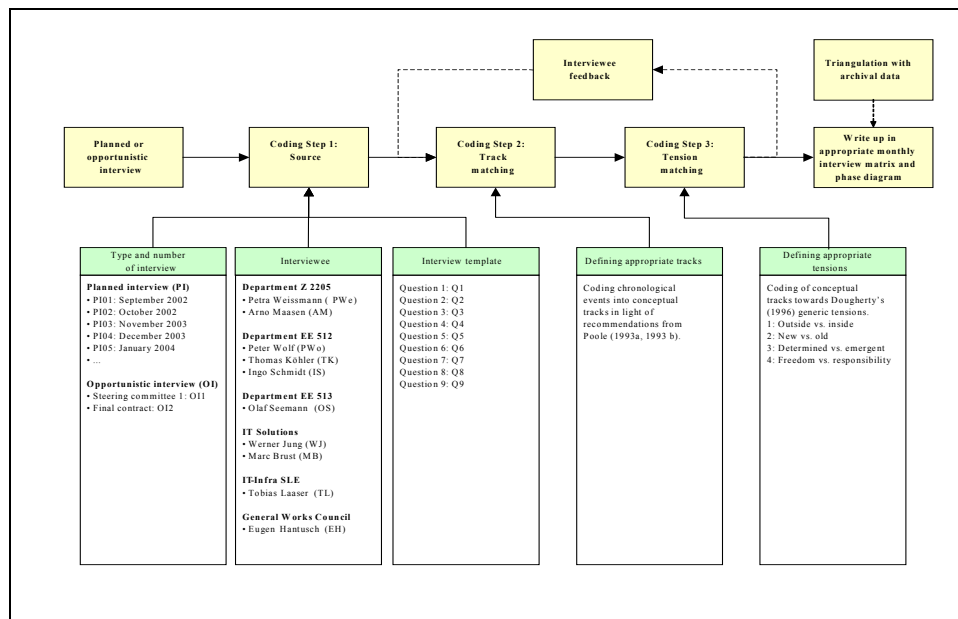 Interviewee
feedback
Triangulation with
archival data
Planned or
opportunistic
interview
Coding Step 1:
Source
Coding Step 2:
Track
matching
Coding Step 3:
Tension
matching
Write up in
appropriate monthly
interview matrix and
phase diagram
Type and number
of interview
Planned interview (PI)
• PI01: September 2002
• PI02: October 2002
• PI03: November 2003
• PI04: December 2003
• PI05: January 2004
• ...
Opportunistic interview (OI)
• Steering committee 1: OI1
• Final contract: OI2
Interviewee
Department Z 2205
• Petra Weissmann ( PWe)
• Arno Maasen (AM)
Department EE 512
• Peter Wolf (PWo)
• Thomas Köhler (TK)
• Ingo Schmidt (IS)
Department EE 513
• Olaf Seemann (OS)
IT Solutions
• Werner Jung (WJ)
• Marc Brust (MB)
IT-Infra SLE
• Tobias Laaser (TL)
General Works Council
• Eugen Hantusch (EH)
Interview template
Question 1: Q1
Question 2: Q2
Question 3: Q3
Question 4: Q4
Question 5: Q5
Question 6: Q6
Question 7: Q7
Question 8: Q8
Question 9: Q9
Defining appropriate tracks
Coding chronological
events into conceptual
tracks in light of
recommendations from
Poole (1993a, 1993 b).
Defining appropriate
tensions
Coding of conceptual
tracks towards Dougherty's
(1996) generic tensions.
1: Outside vs. inside
2: New vs. old
3: Determined vs. emergent
4: Freedom vs. responsibility